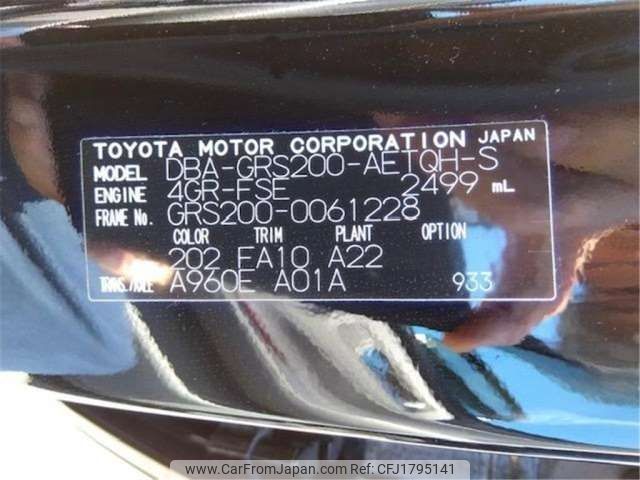 TOYOTA MOTOR CORPORATION JAPAN
MODEL DBA-GRS200-AETQH-S
ENGINE 4GR-FSE 2499 mL
FRAME No. GRS200-0061228
COLOR TRIM PLANT OPTION
202 FA10 A22
TRANS./AXLE A960E A01A 933
www.CarFromJapan.com | Ref:CFJ1795141